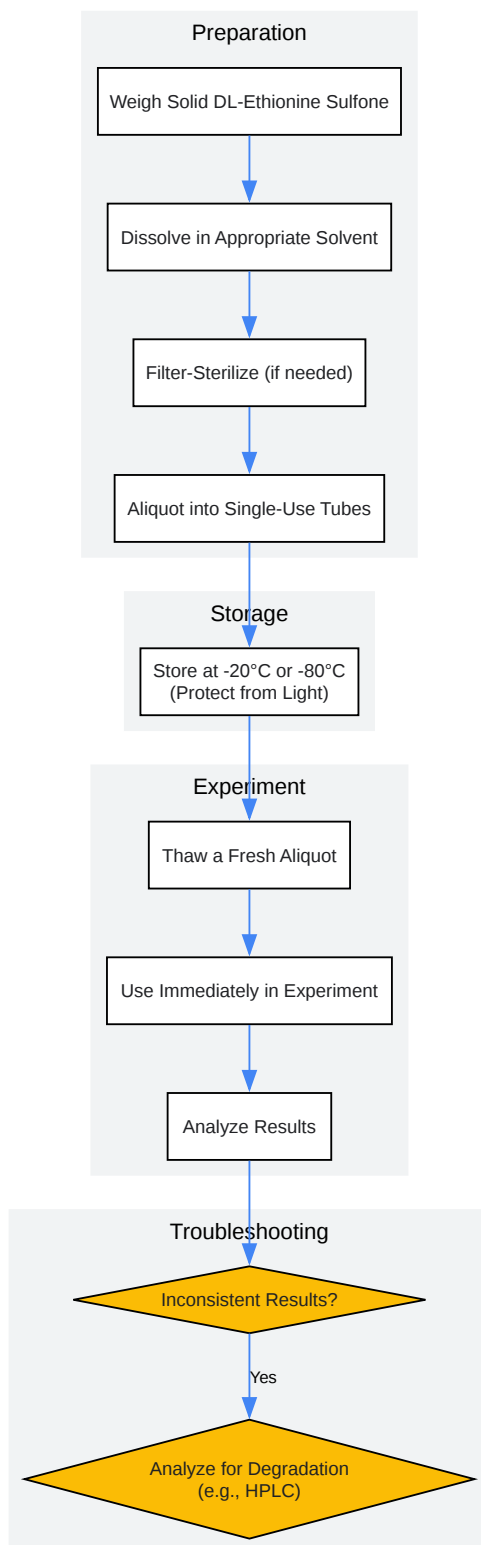 Preparation
Weigh Solid DL-Ethionine Sulfone
Dissolve in Appropriate Solvent
Filter-Sterilize (if needed)
Aliquot into Single-Use Tubes
Storage
Store at -20°C or -80°C
(Protect from Light)
Experiment
Thaw a Fresh Aliquot
Use Immediately in Experiment
Analyze Results
Troubleshooting
Inconsistent Results?
Yes
Analyze for Degradation
(e.g., HPLC)